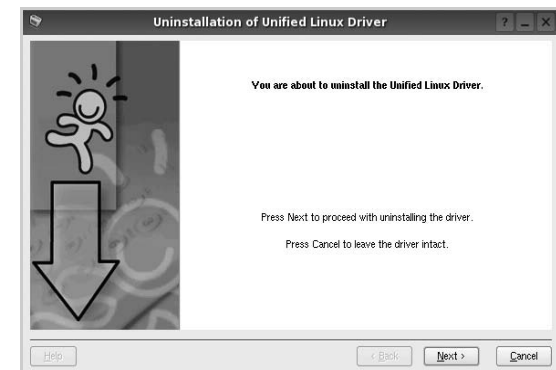 Uninstallation of Unified Linux Driver
You are about to uninstall the Unified Linux Driver.
Press Next to proceed with uninstalling the driver.
Press Cancel to leave the driver intact.
Help
< Back
Next >
Cancel